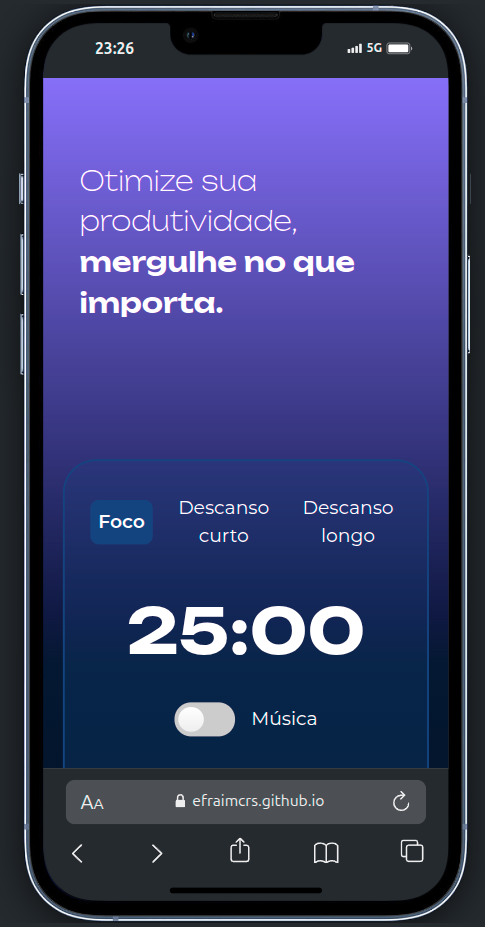 23:26
5G
Otimize sua
produtividade,
mergulhe no que
importa.
Foco
Descanso
curto
Descanso
longo
25:00
Música
AA
efraimcrs.github.io